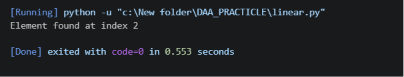 [Running] python -u "c:\New folder\DAA_PRACTICLE\linear.py"
Element found at index 2
[Done] exited with code=0 in 0.553 seconds